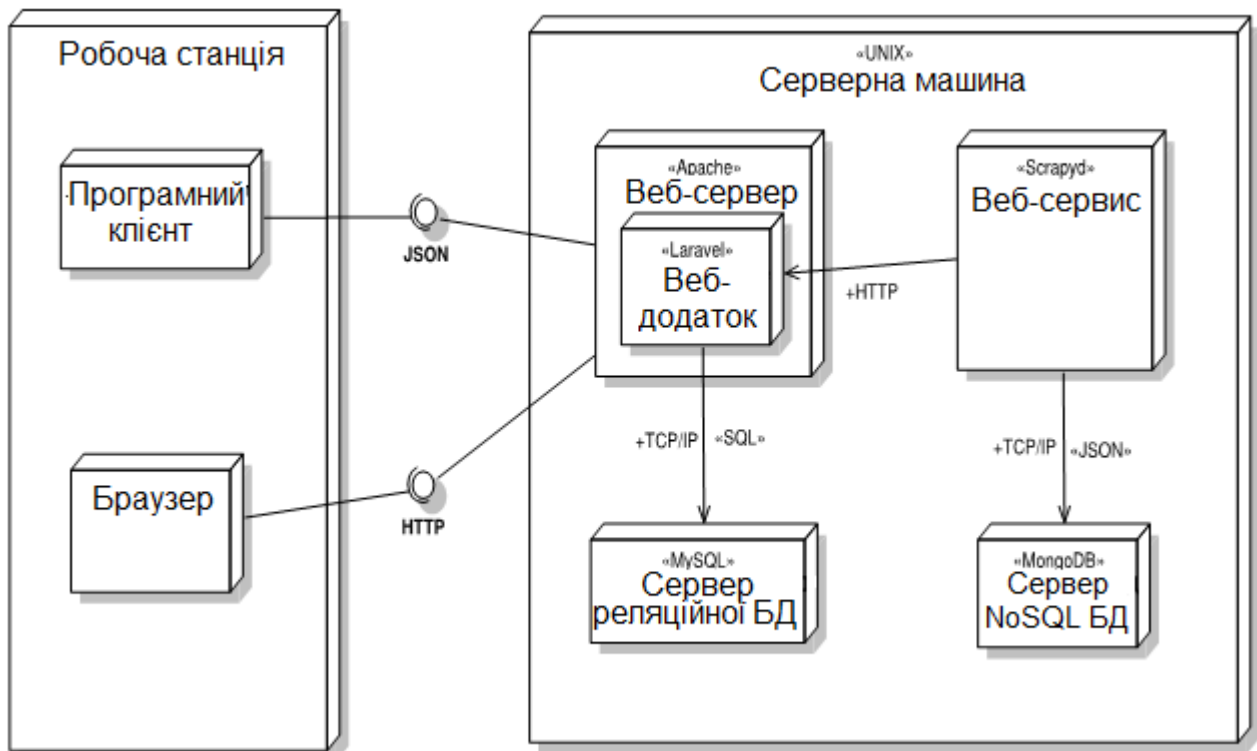 Робоча станція
Програмний
клієнт
JSON
Браузер
HTTP
«UNIX»
Серверна машина
«Apache»
Веб-сервер
«Laravel»
Веб-
додаток
«Scrapyd»
Веб-сервис
+HTTP
+TCP/IP «SQL»
+TCP/IP «JSON»
«MySQL»
Сервер
реляційної БД
«MongoDB»
Сервер
NoSQL БД